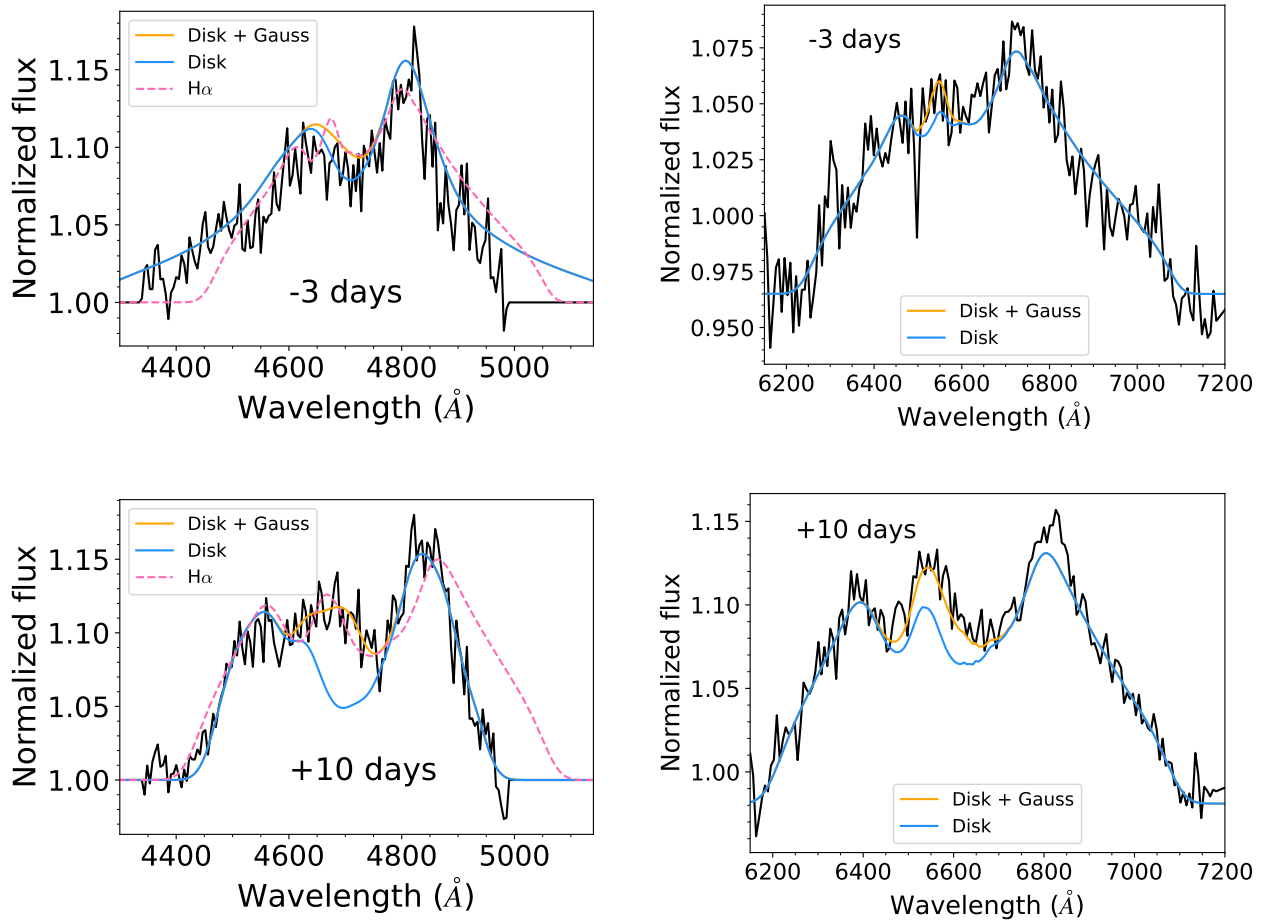 Disk + Gauss
Disk
Hα
-3 days
Normalized flux
1.15
1.10
1.05
1.00
4400 4600 4800 5000
Wavelength (Å)
-3 days
Disk + Gauss
Disk
Normalized flux
1.075
1.050
1.025
1.000
0.975
0.950
6200 6400 6600 6800 7000 7200
Wavelength (Å)
Disk + Gauss
Disk
Hα
+10 days
Normalized flux
1.15
1.10
1.05
1.00
4400 4600 4800 5000
Wavelength (Å)
+10 days
Disk + Gauss
Disk
Normalized flux
1.15
1.10
1.05
1.00
6200 6400 6600 6800 7000 7200
Wavelength (Å)